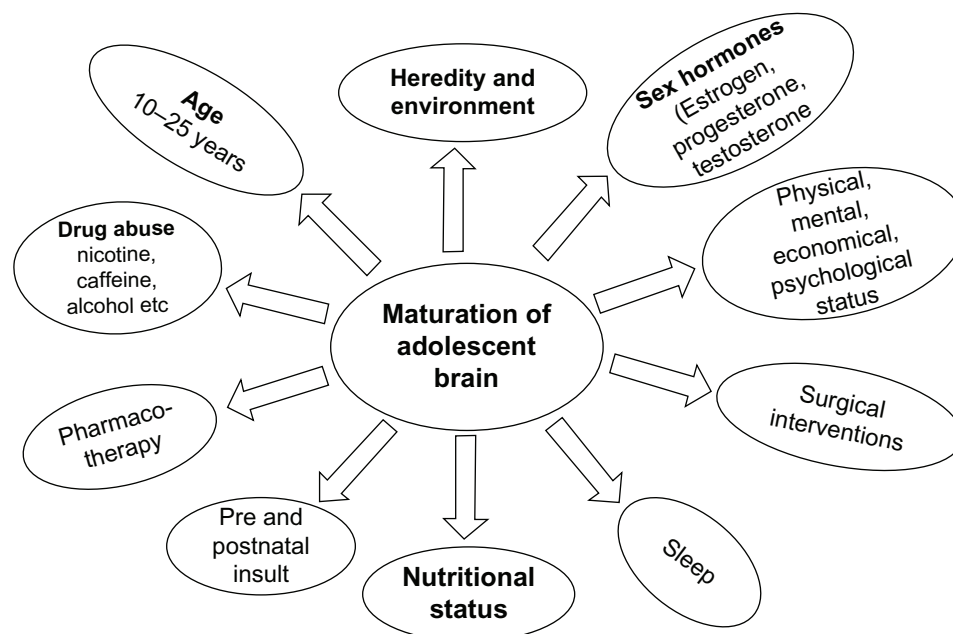 Heredity and
environment
Sex hormones
(Estrogen,
progesterone,
testosterone
Physical,
mental,
economical,
psychological
status
Surgical
interventions
Sleep
Nutritional
status
Pre and
postnatal
insult
Pharmaco-
therapy
Drug abuse
nicotine,
caffeine,
alcohol etc
Age
10–25 years
Maturation of
adolescent
brain